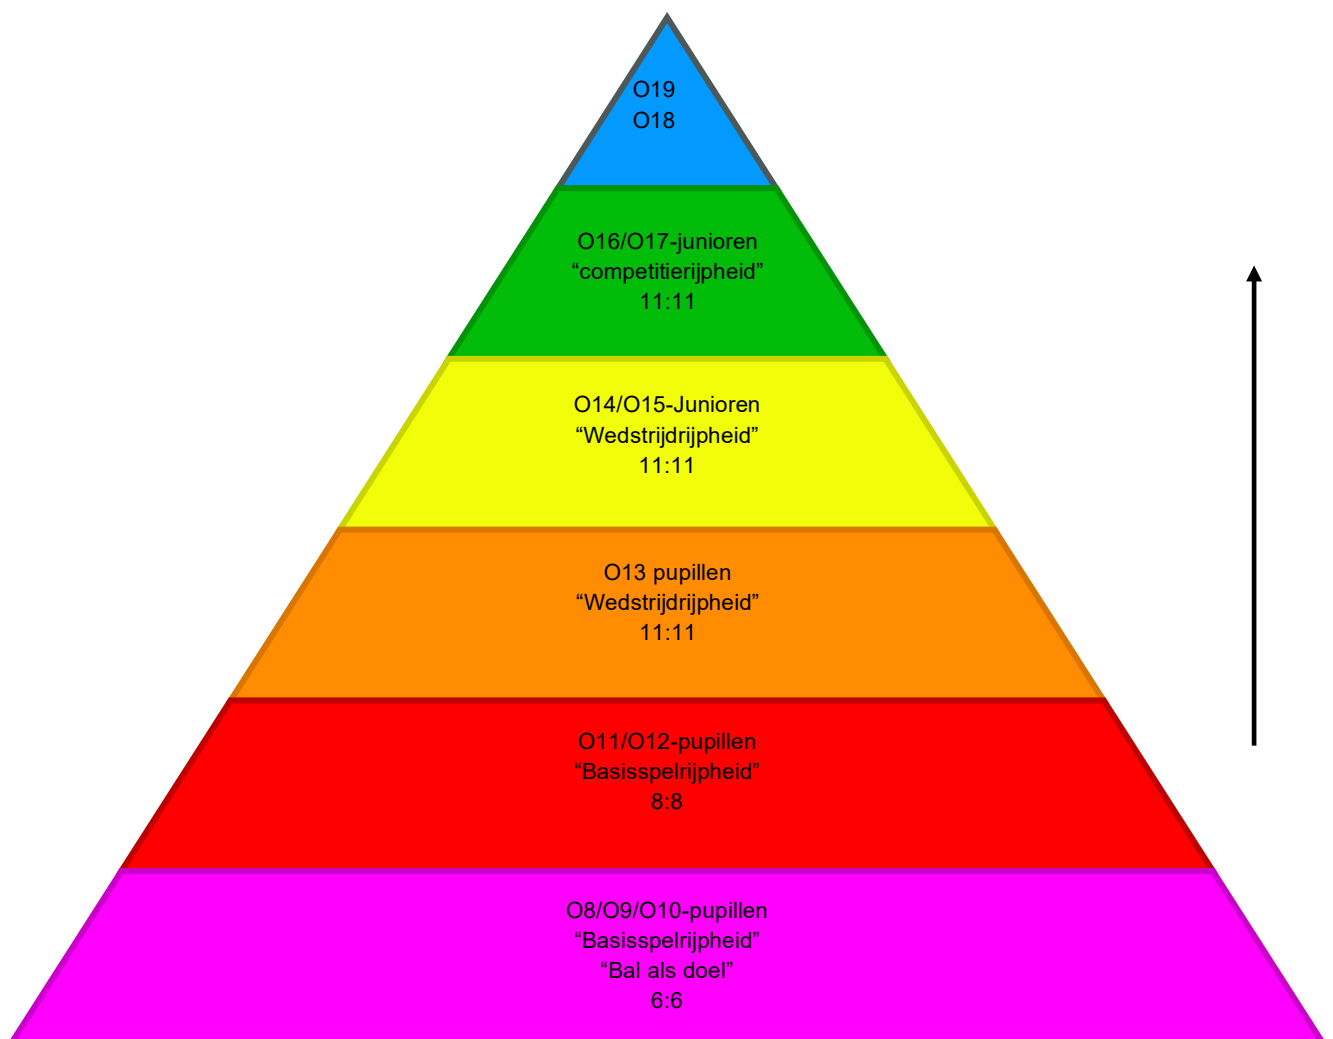 O19
O18
O16/O17-junioren
“competitierijpheid”
11:11
O14/O15-Junioren
“Wedstrijdrijpheid”
11:11
O13 pupillen
“Wedstrijdrijpheid”
11:11
O11/O12-pupillen
“Basisspelrijpheid”
8:8
O8/O9/O10-pupillen
“Basisspelrijpheid”
“Bal als doel”
6:6